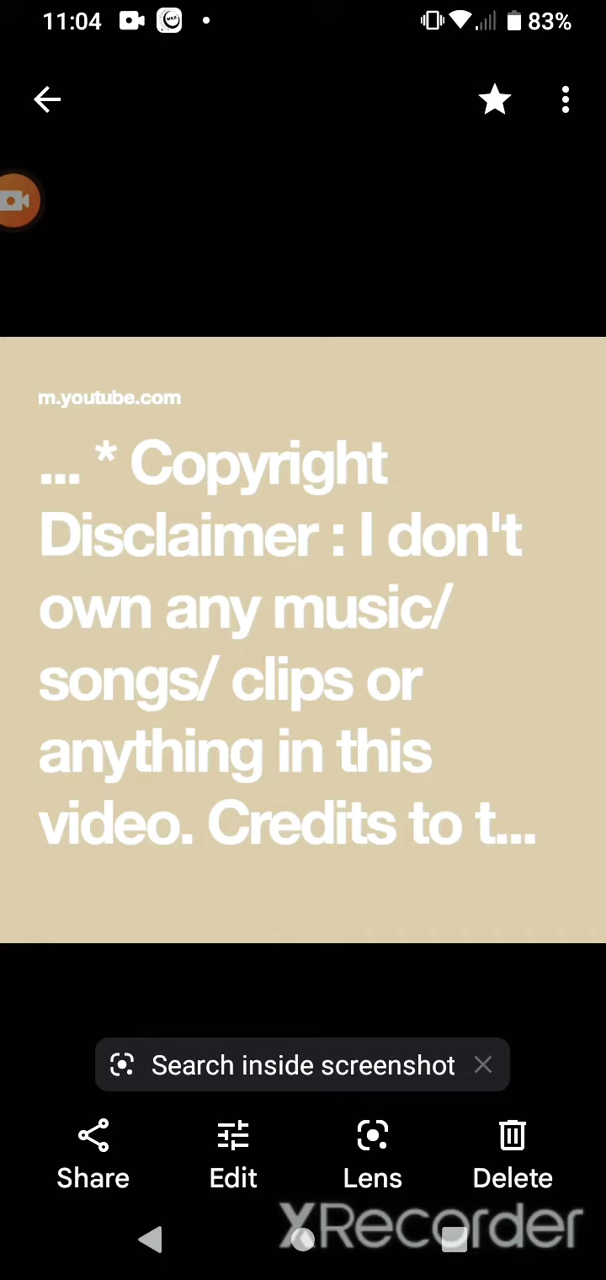 11:04
83%
m.youtube.com
... * Copyright
Disclaimer : I don't
own any music/
songs/ clips or
anything in this
video. Credits to t...
Search inside screenshot
Share Edit Lens Delete
XRecorder